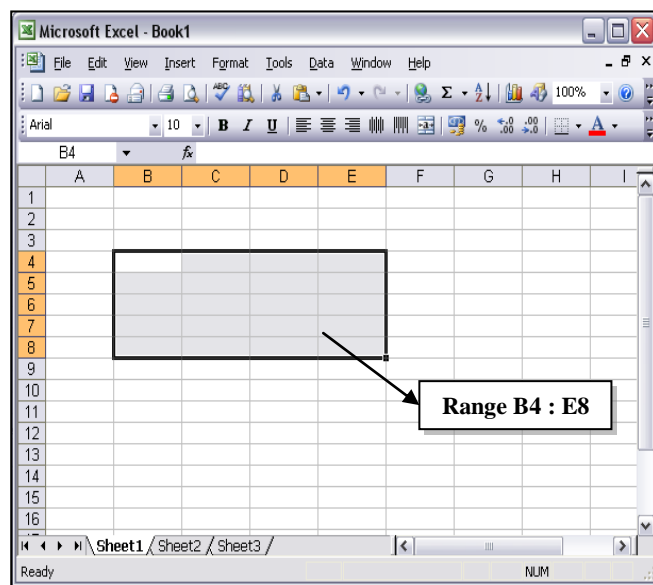 Microsoft Excel - Book1
File Edit View Insert Format Tools Data Window Help
100%
Arial 10 B I U
B4 fx
A B C D E F G H I
1
2
3
4
5
6
7
8
9
10
Range B4 : E8
11
12
13
14
15
16
Sheet1 Sheet2 Sheet3
Ready NUM